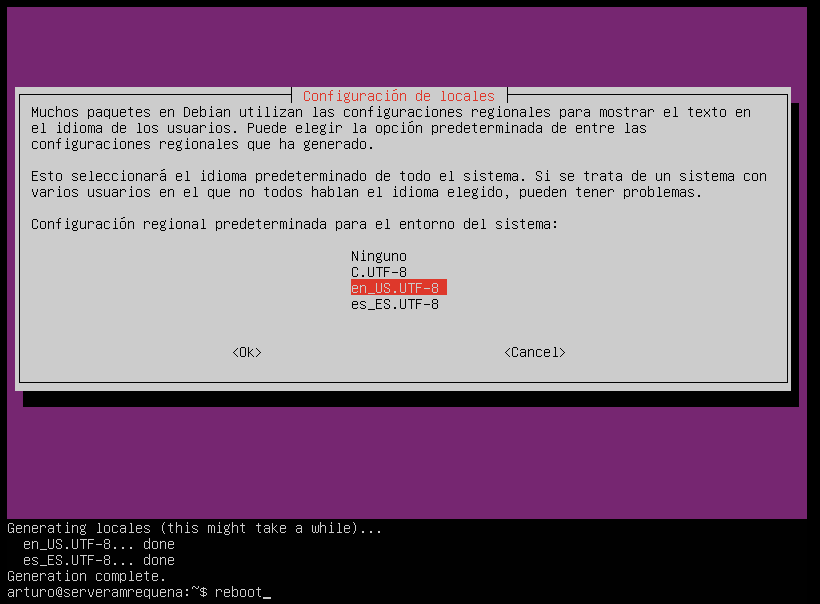 Configuración de locales
Muchos paquetes en Debian utilizan las configuraciones regionales para mostrar el texto en
el idioma de los usuarios. Puede elegir la opción predeterminada de entre las
configuraciones regionales que ha generado.
Esto seleccionará el idioma predeterminado de todo el sistema. Si se trata de un sistema con
varios usuarios en el que no todos hablan el idioma elegido, pueden tener problemas.
Configuración regional predeterminada para el entorno del sistema:
Ninguno
C.UTF-8
en_US.UTF-8
es_ES.UTF-8
<Ok> <Cancel>
Generating locales (this might take a while)...
en_US.UTF-8... done
es_ES.UTF-8... done
Generation complete.
arturo@serveramrequena:~$ reboot_